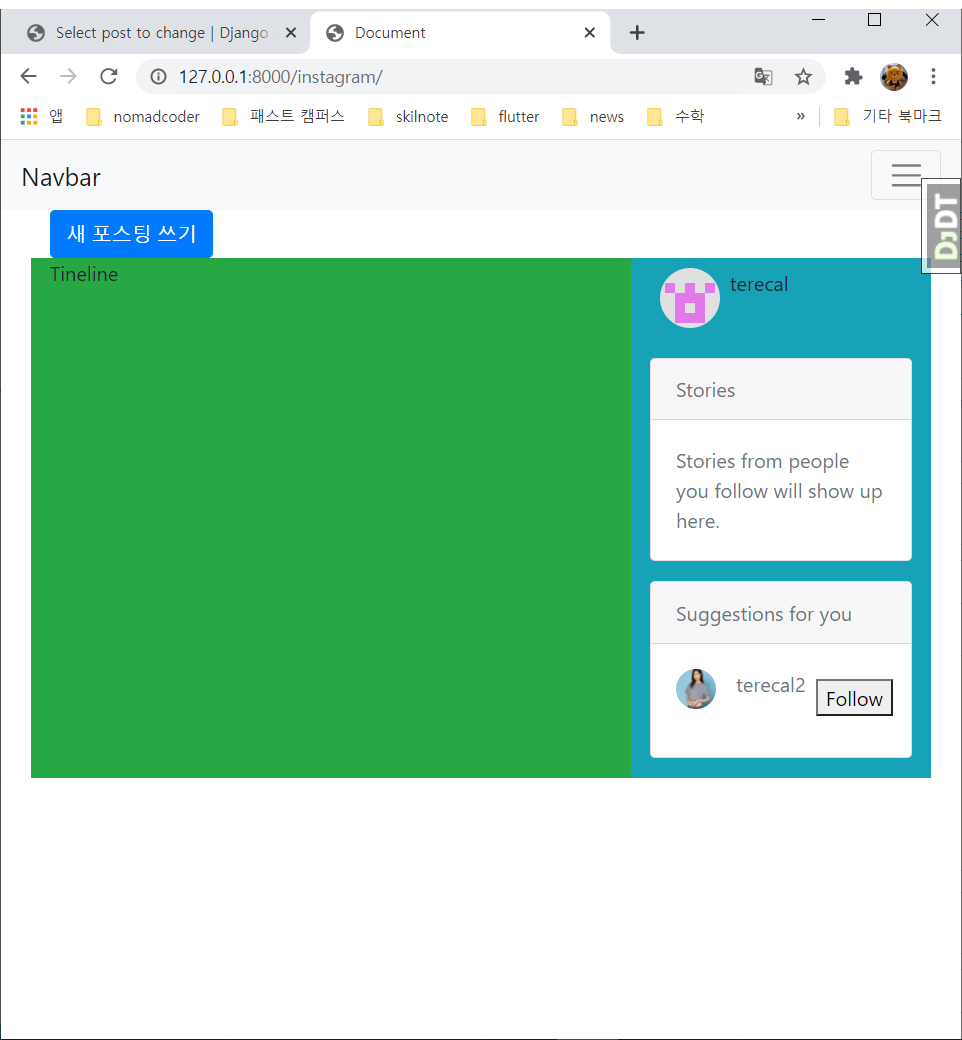 Select post to change | Django
Document
127.0.0.1:8000/instagram/
앱
nomadcoder
패스트 캠퍼스
skilnote
flutter
news
수학
»
기타 북마크
Navbar
DjDT
새 포스팅 쓰기
Tineline
terecal
Stories
Stories from people
you follow will show up
here.
Suggestions for you
terecal2
Follow